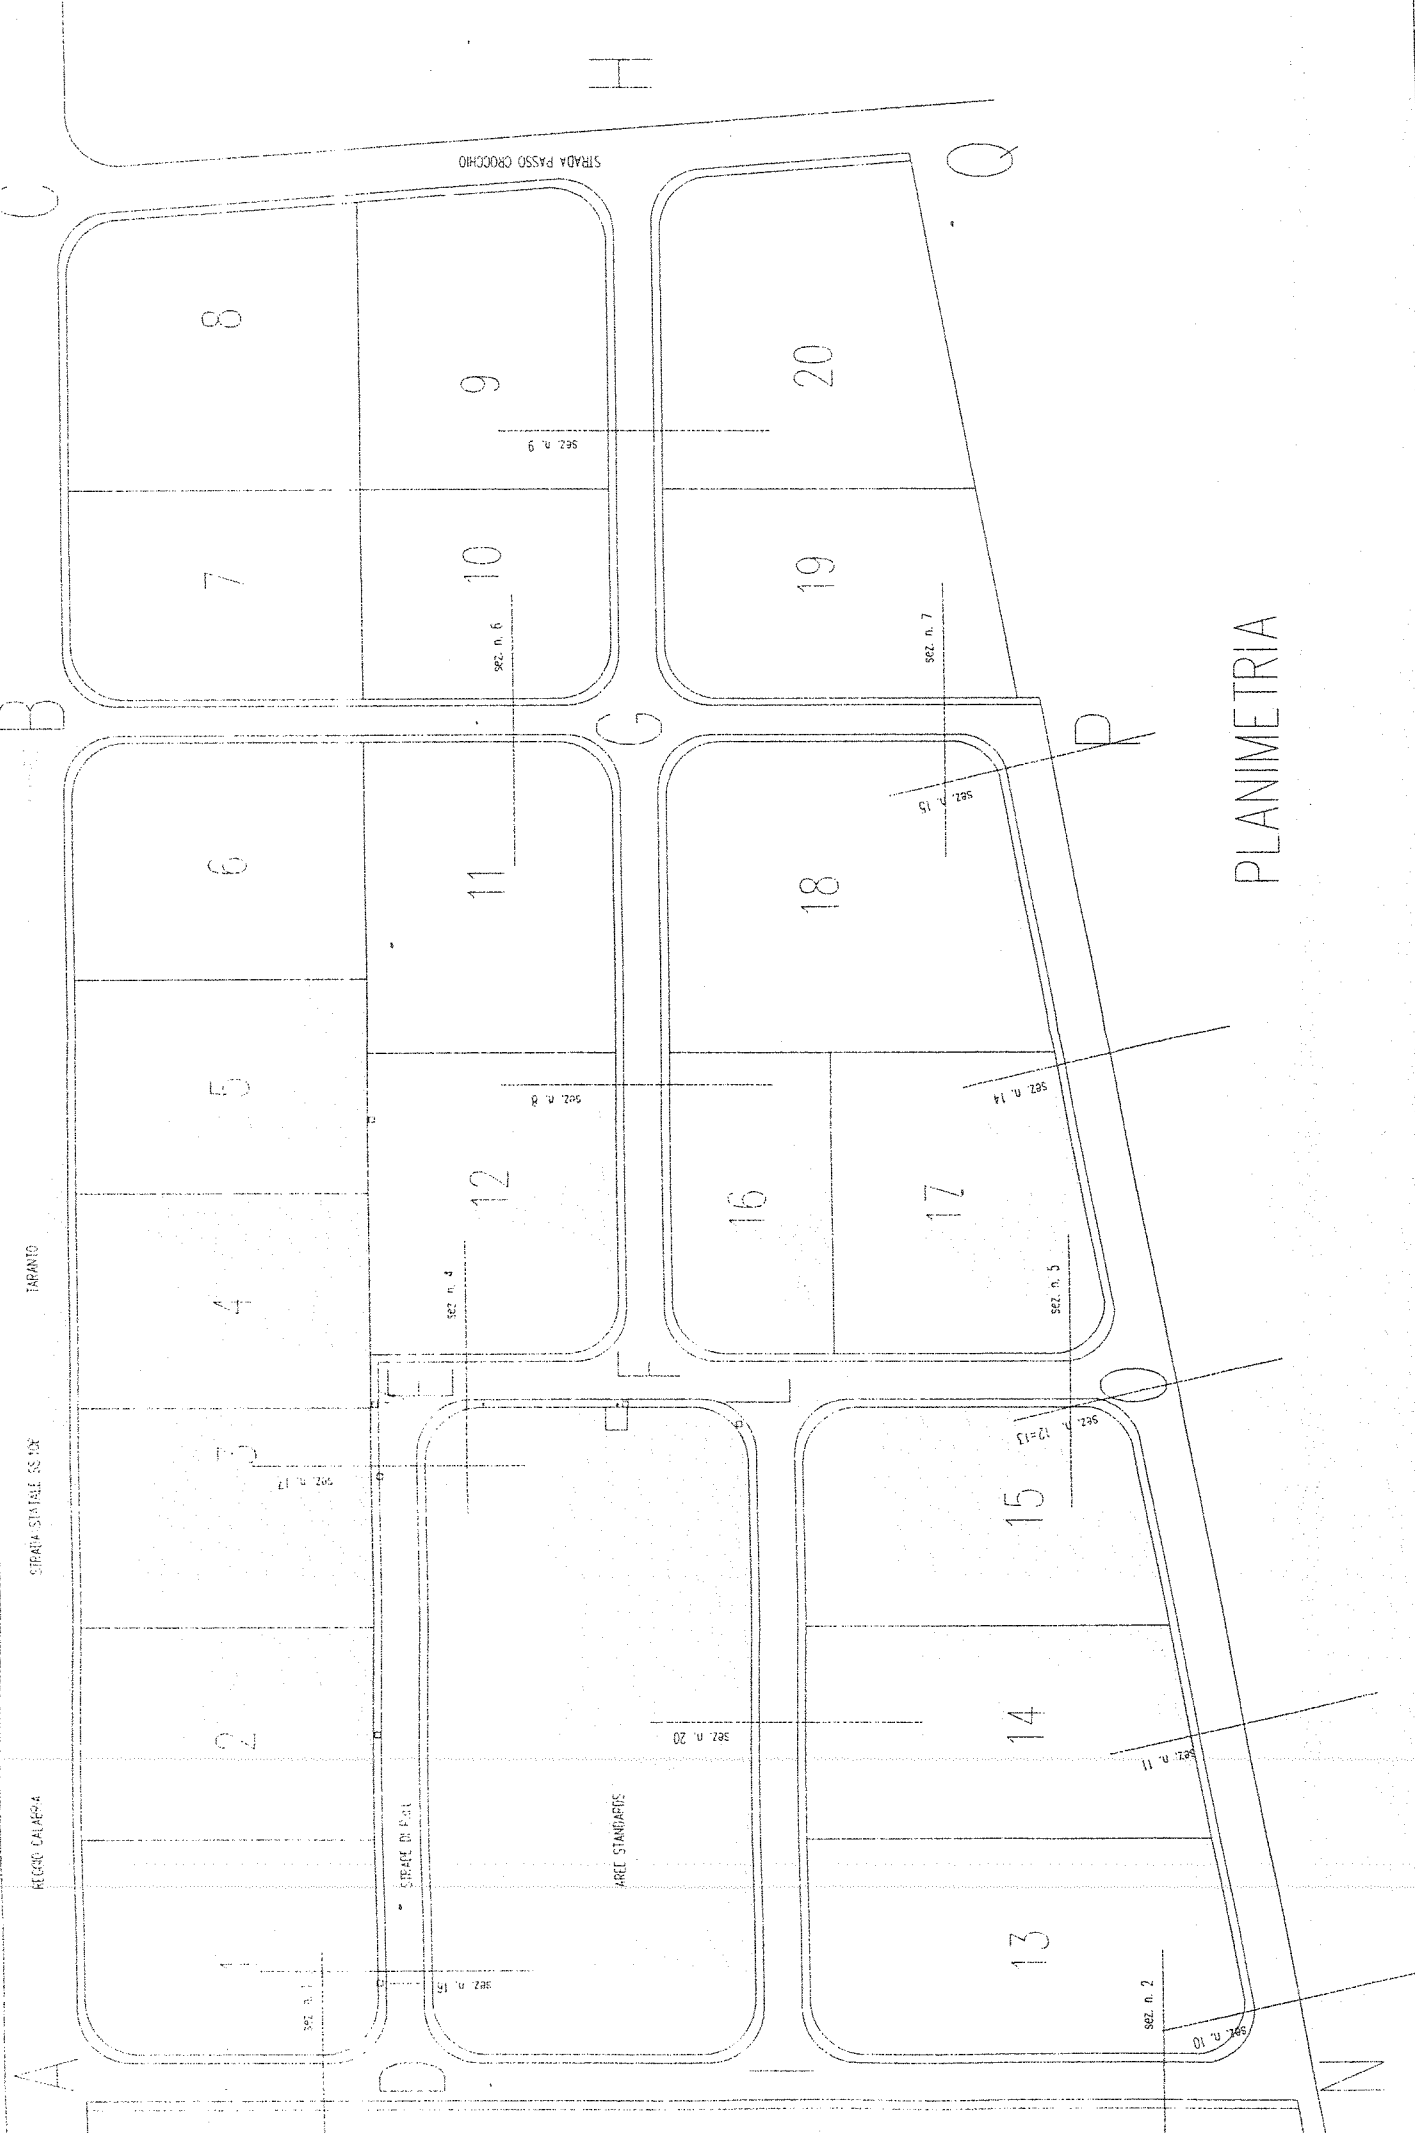 A
B
C
REGGIO CALABRIA
STRADA STATALE SS 106
TARANTO
1
2
3
4
5
6
7
8
sez. n. 1
sez. n. 17
STRADA PASSO CROCCHIO
H
D
E
STRADE DI P.I.P.
sez. n. 16
sez. n. 4
12
11
10
9
sez. n. 8
sez. n. 6
sez. n. 9
AREE STANDARDS
F
G
sez. n. 20
I
L
16
17
18
19
20
13
14
15
sez. n. 2
sez. n. 10
sez. n. 11
sez. n. 12=13
sez. n. 5
sez. n. 14
sez. n. 15
sez. n. 7
N
O
P
Q
PLANIMETRIA